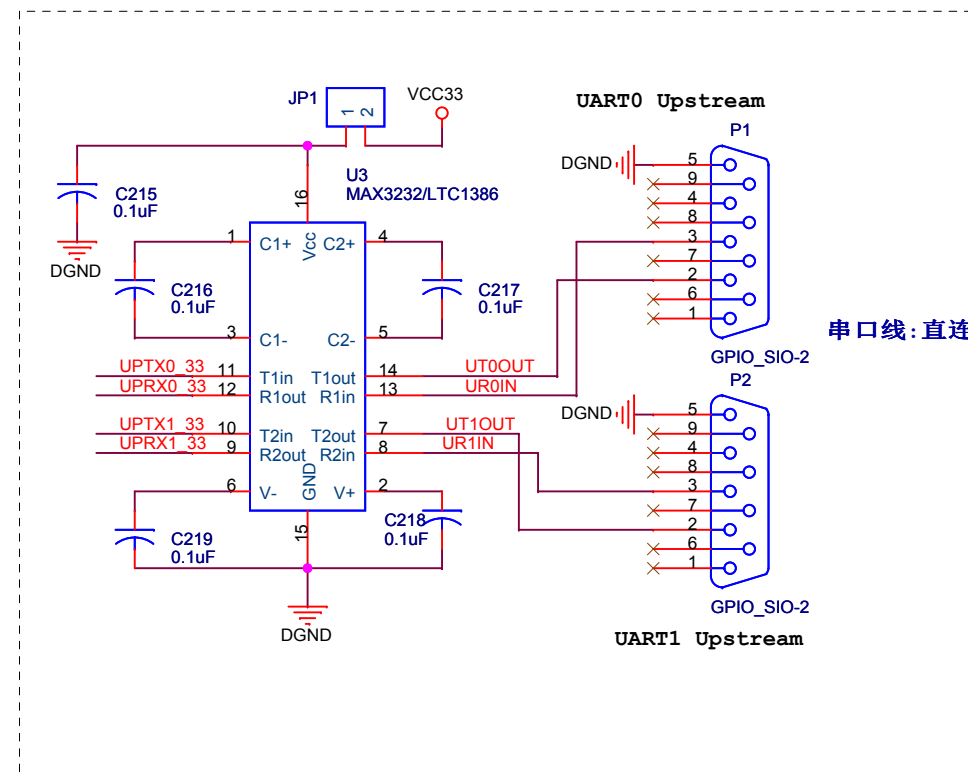 JP1
1
2
VCC33
UART0 Upstream
P1
C215
0.1uF
DGND
16
U3
MAX3232/LTC1386
1
C1+
Vcc
C2+
4
C216
0.1uF
C217
0.1uF
3
C1-
C2-
5
UPTX0_33
11
T1in
T1out
14
UT0OUT
UPRX0_33
12
R1out
R1in
13
UR0IN
UPTX1_33
10
T2in
T2out
7
UT1OUT
UPRX1_33
9
R2out
R2in
8
UR1IN
6
V-
GND
V+
2
C219
0.1uF
15
C218
0.1uF
DGND
DGND
5
9
4
8
3
7
2
6
1
GPIO_SIO-2
串口线:直连
P2
DGND
5
9
4
8
3
7
2
6
1
GPIO_SIO-2
UART1 Upstream